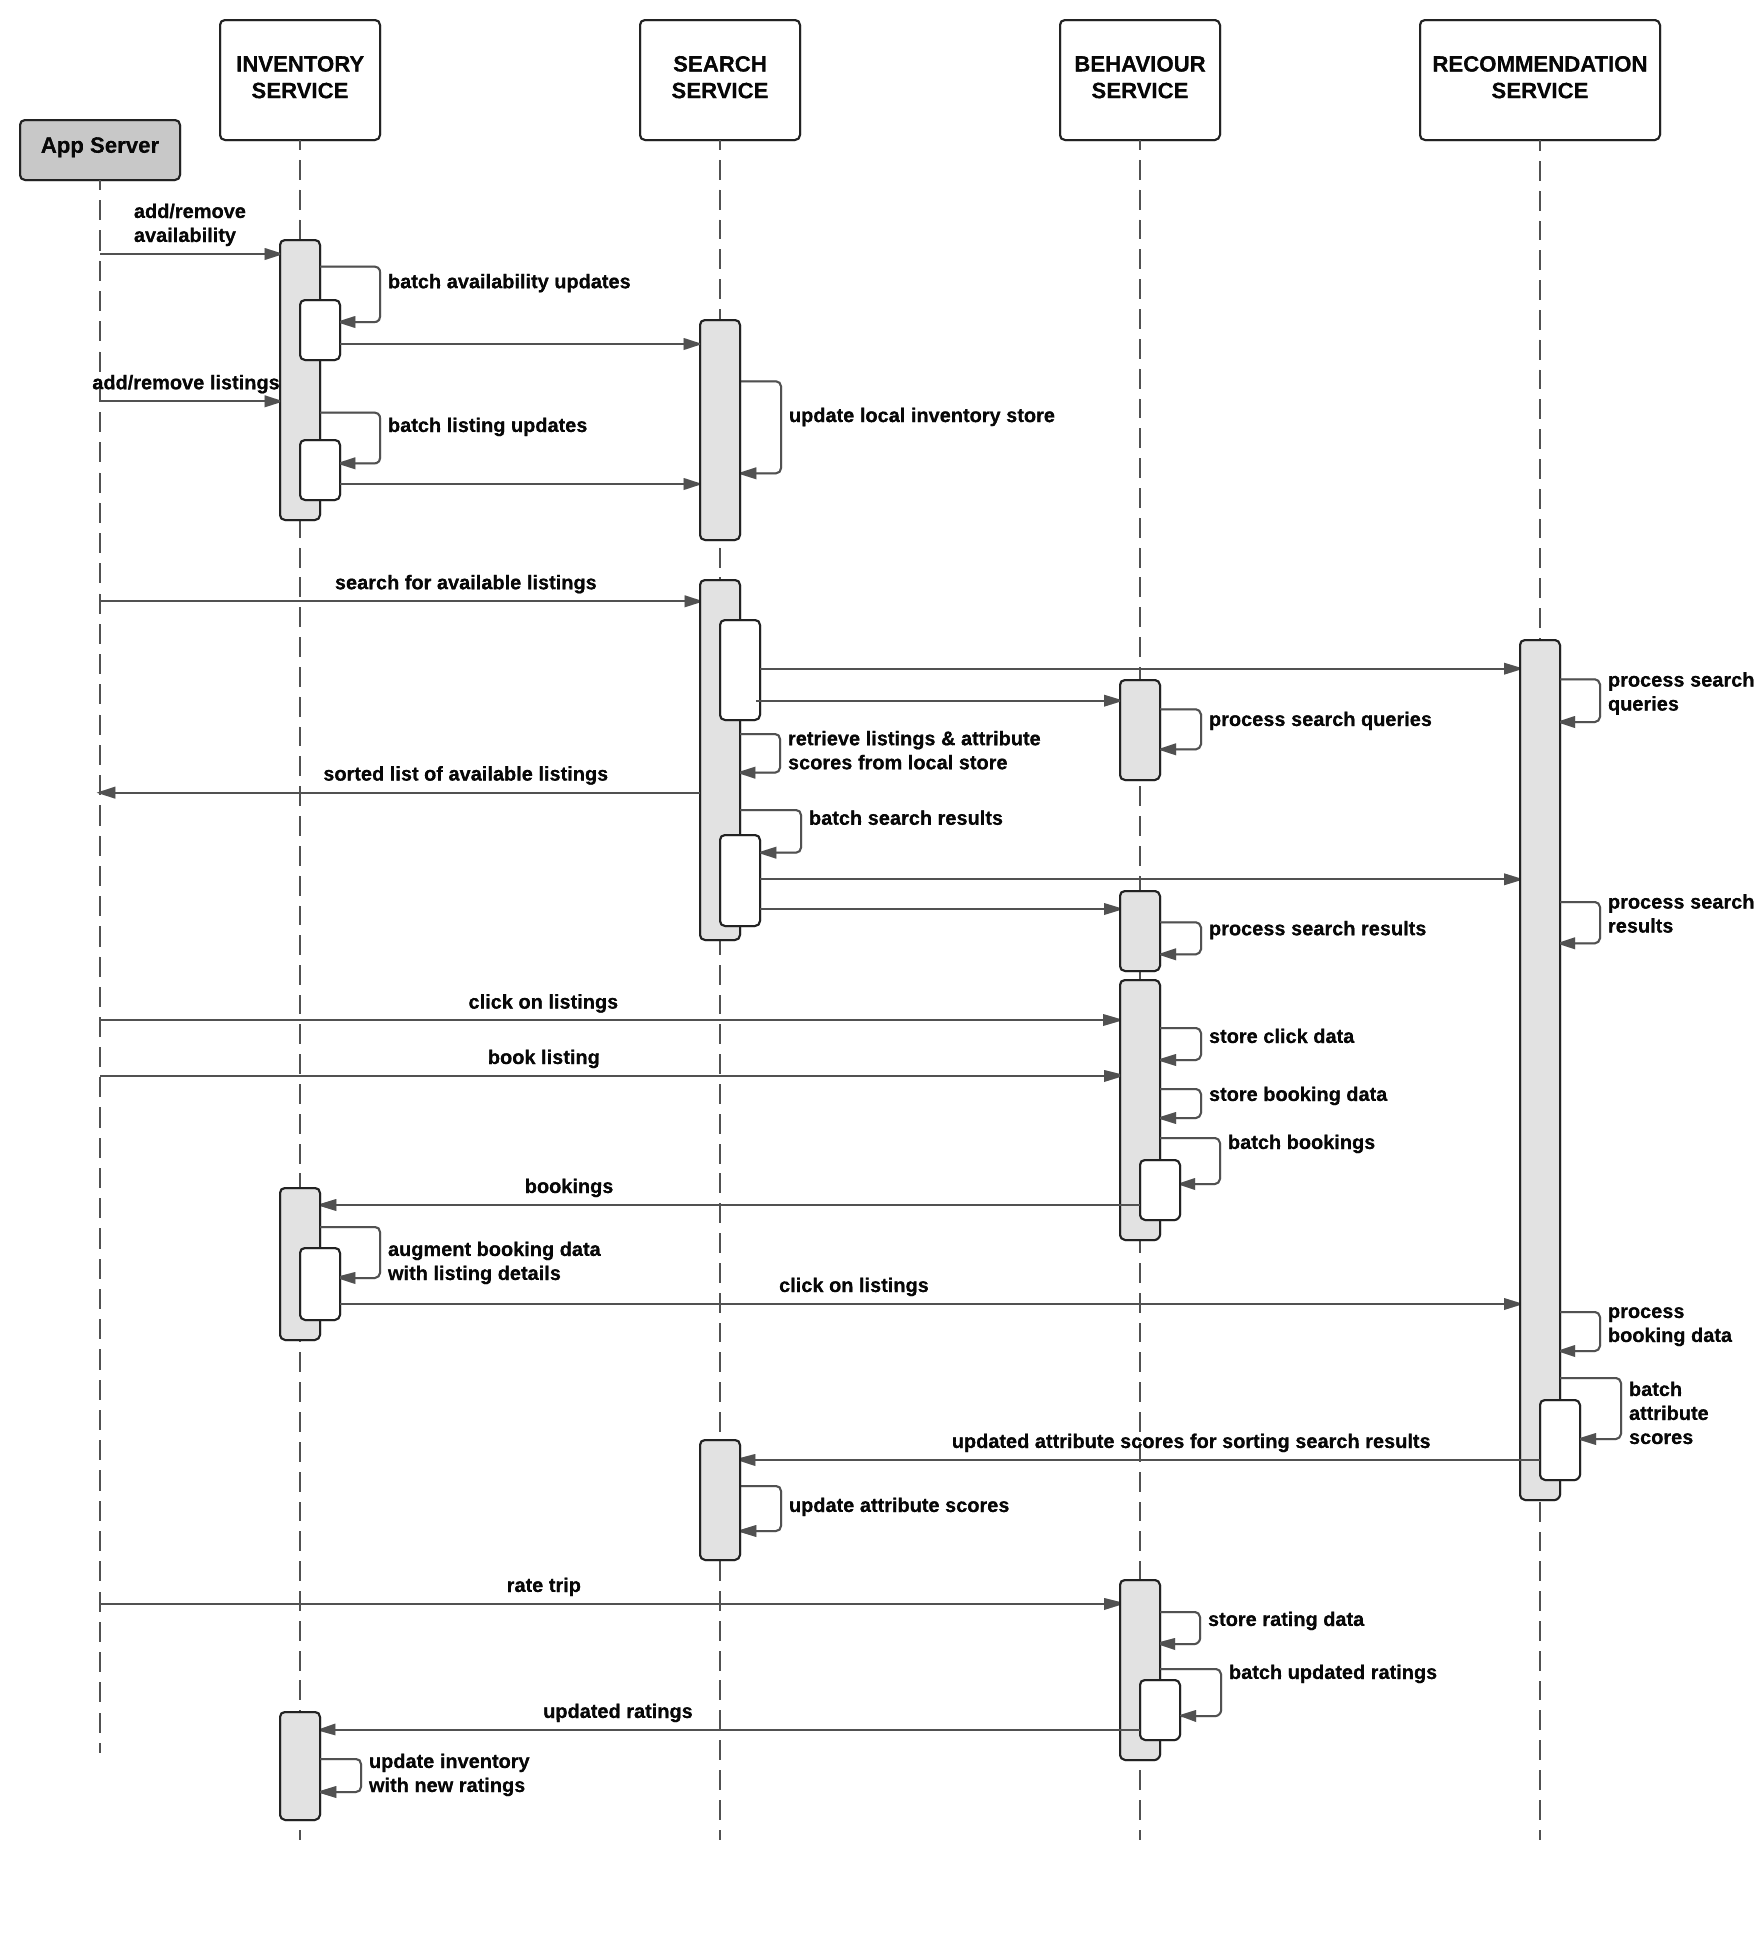 INVENTORY
SERVICE
SEARCH
SERVICE
BEHAVIOUR
SERVICE
RECOMMENDATION
SERVICE
App Server
add/remove
availability
batch availability updates
add/remove listings
batch listing updates
update local inventory store
search for available listings
process search
queries
process search queries
retrieve listings & attribute
scores from local store
sorted list of available listings
batch search results
process search
results
process search results
click on listings
store click data
book listing
store booking data
batch bookings
bookings
augment booking data
with listing details
click on listings
process
booking data
batch
attribute
scores
updated attribute scores for sorting search results
update attribute scores
rate trip
store rating data
batch updated ratings
updated ratings
update inventory
with new ratings